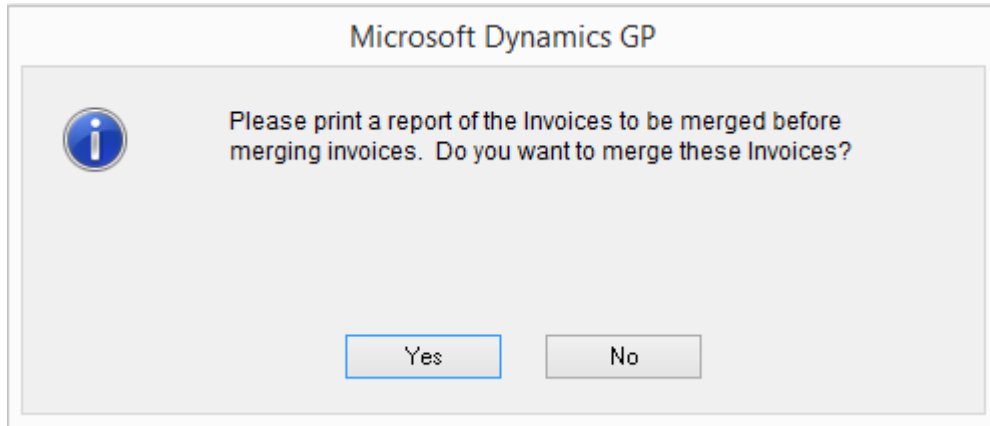 Microsoft Dynamics GP
Please print a report of the Invoices to be merged before
merging invoices.  Do you want to merge these Invoices?
Yes
No